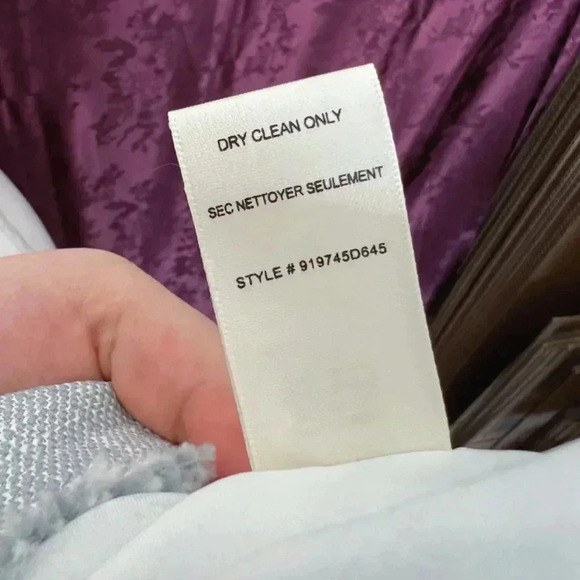 DRY CLEAN ONLY
SEC NETTOYER SEULEMENT
STYLE # 919745D645